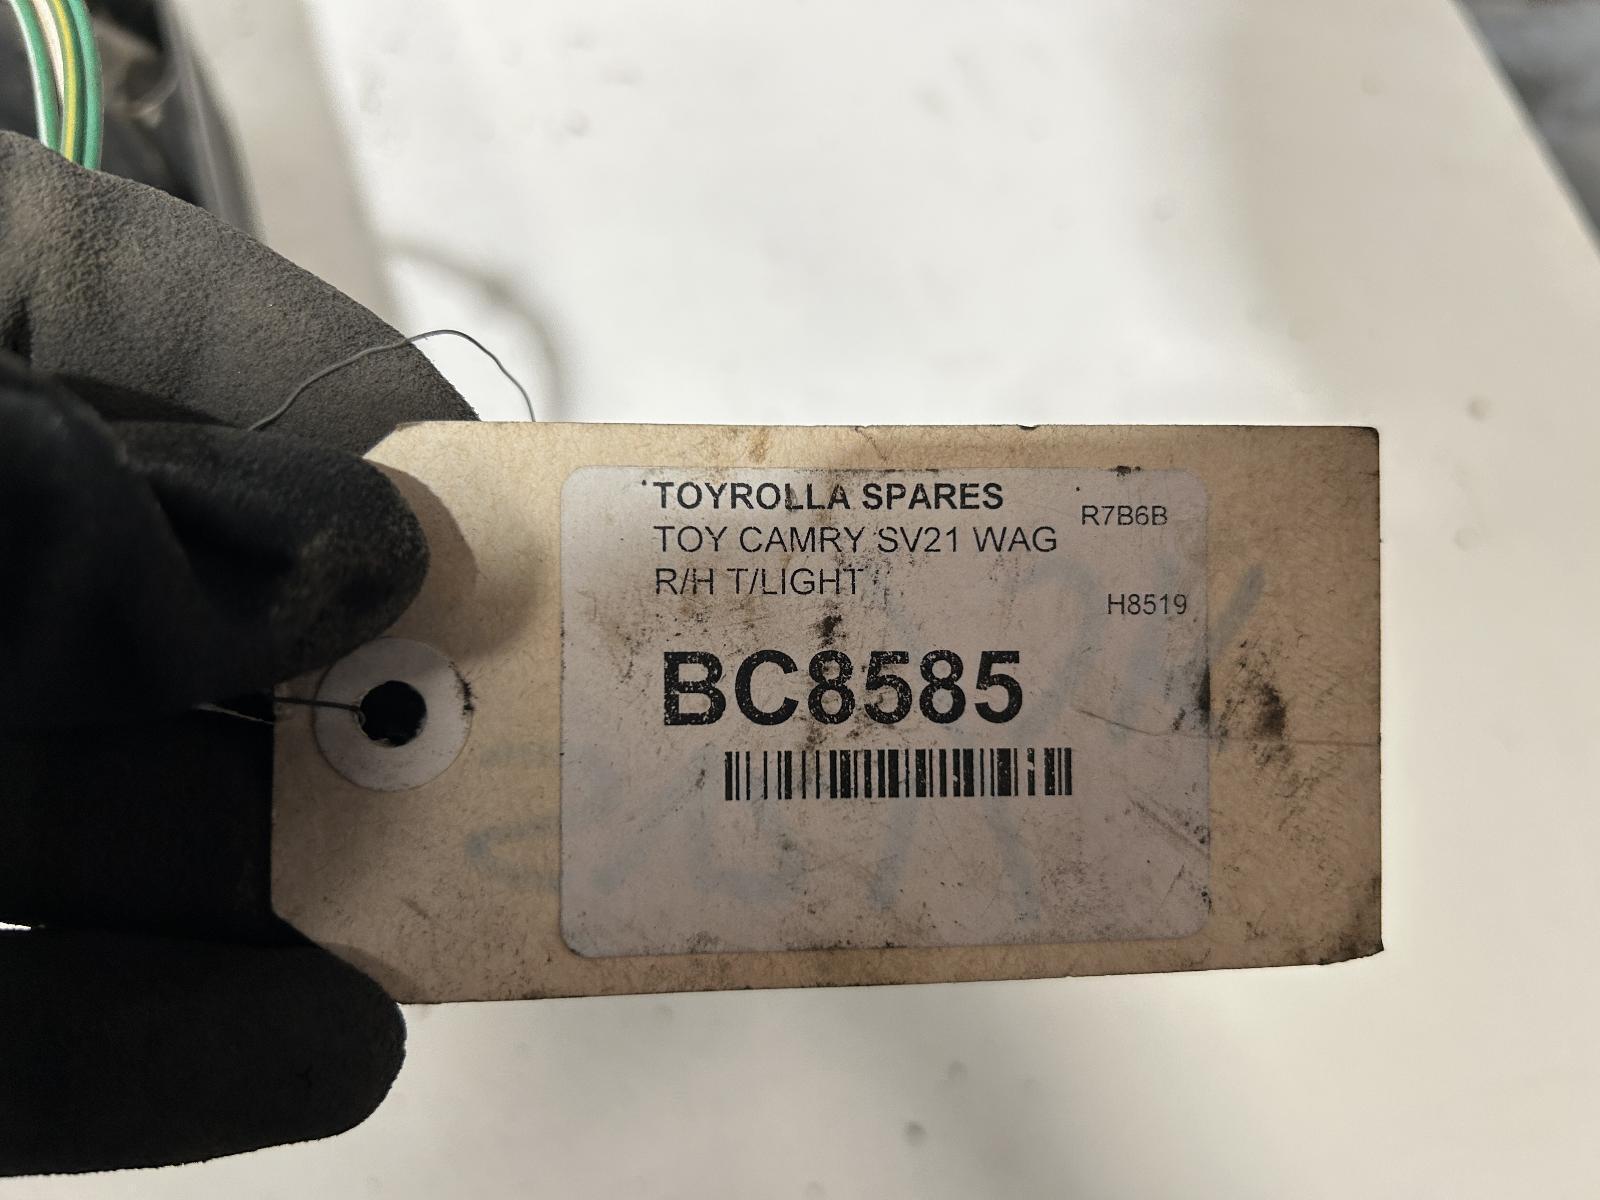 TOYROLLA SPARES
R7B6B
TOY CAMRY SV21 WAG
R/H T/LIGHT
H8519
BC8585